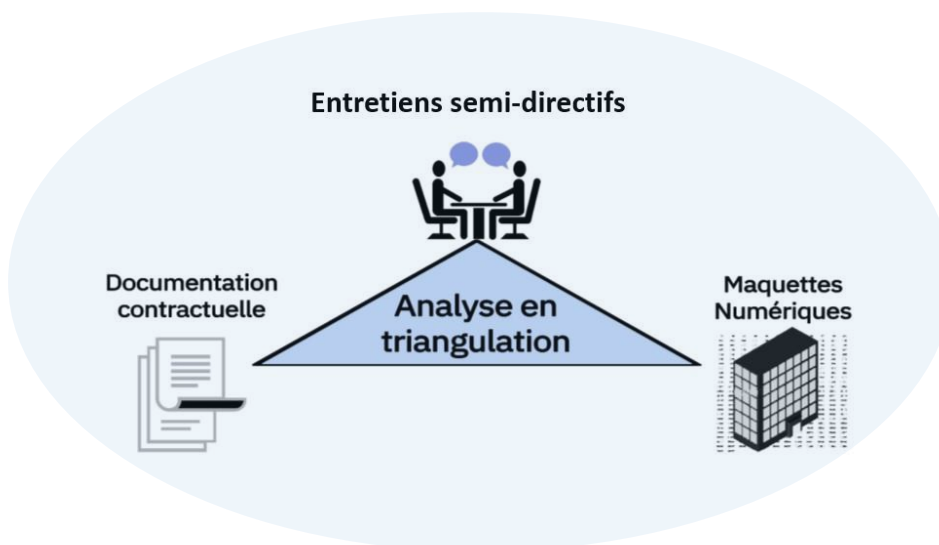 Entretiens semi-directifs
Documentation
contractuelle
Analyse en
triangulation
Maquettes
Numériques